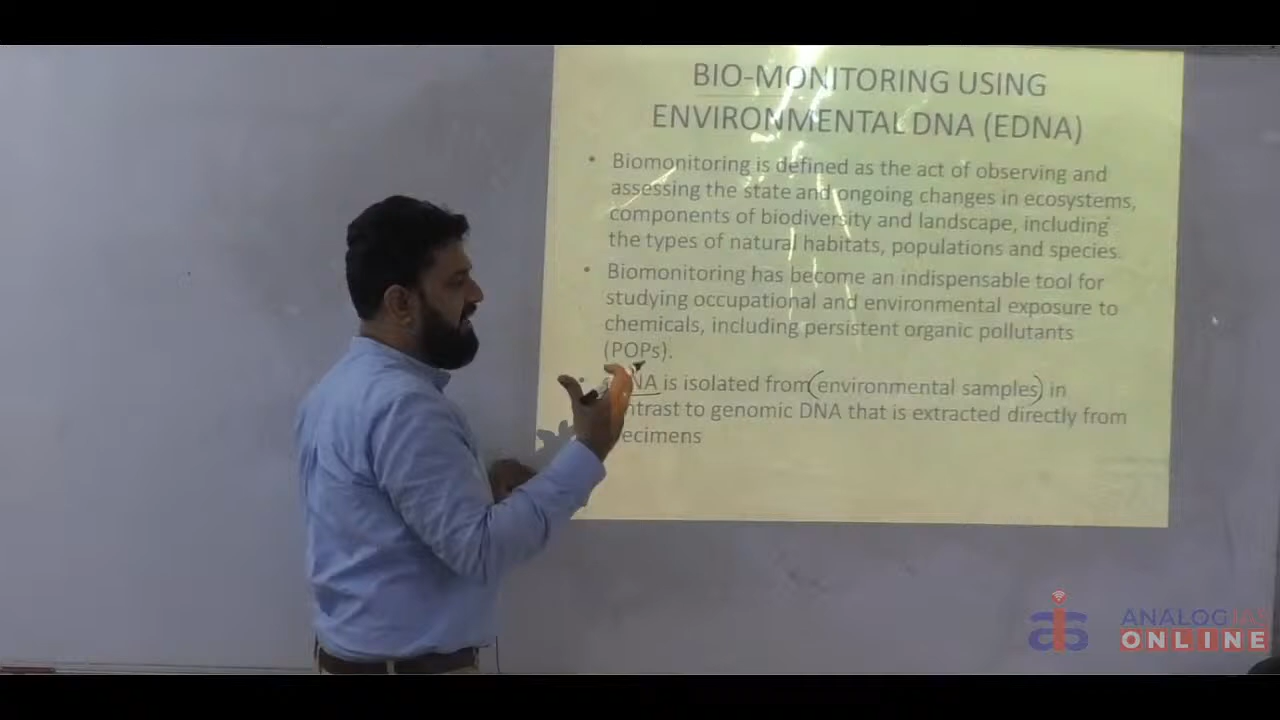 BIO-MONITORING USING
ENVIRONMENTAL DNA (EDNA)
• Biomonitoring is defined as the act of observing and
assessing the state and ongoing changes in ecosystems,
components of biodiversity and landscape, including
the types of natural habitats, populations and species.
• Biomonitoring has become an indispensable tool for
studying occupational and environmental exposure to
chemicals, including persistent organic pollutants
(POPs).
is isolated from (environmental samples) in
to genomic DNA that is extracted directly from
ANALOG IAS
ONLINE